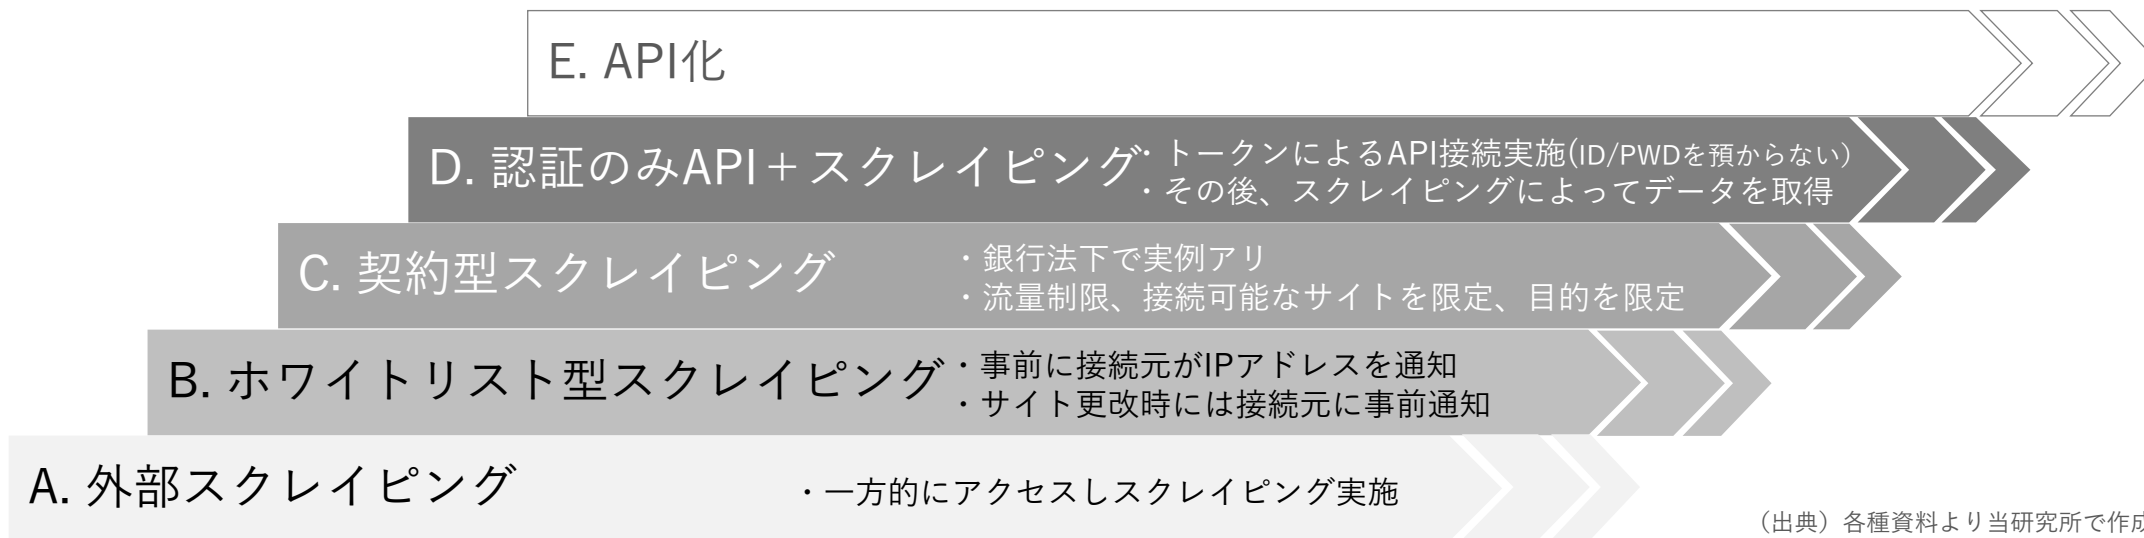 E. API化
D. 認証のみAPI＋スクレイピング
・トークンによるAPI接続実施(ID/PWDを預からない)
・その後、スクレイピングによってデータを取得
C. 契約型スクレイピング
・銀行法下で実例アリ
・流量制限、接続可能なサイトを限定、目的を限定
B. ホワイトリスト型スクレイピング
・事前に接続元がIPアドレスを通知
・サイト更改時には接続元に事前通知
A. 外部スクレイピング
・一方的にアクセスしスクレイピング実施
（出典）各種資料より当研究所で作成